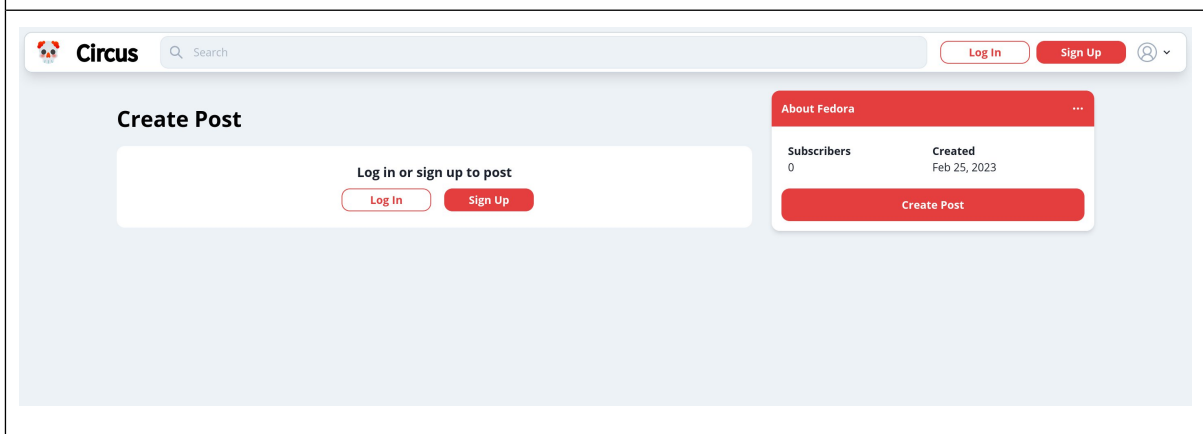 Circus
Search
Log In
Sign Up
Create Post
Log in or sign up to post
Log In
Sign Up
About Fedora
...
Subscribers
Created
0
Feb 25, 2023
Create Post